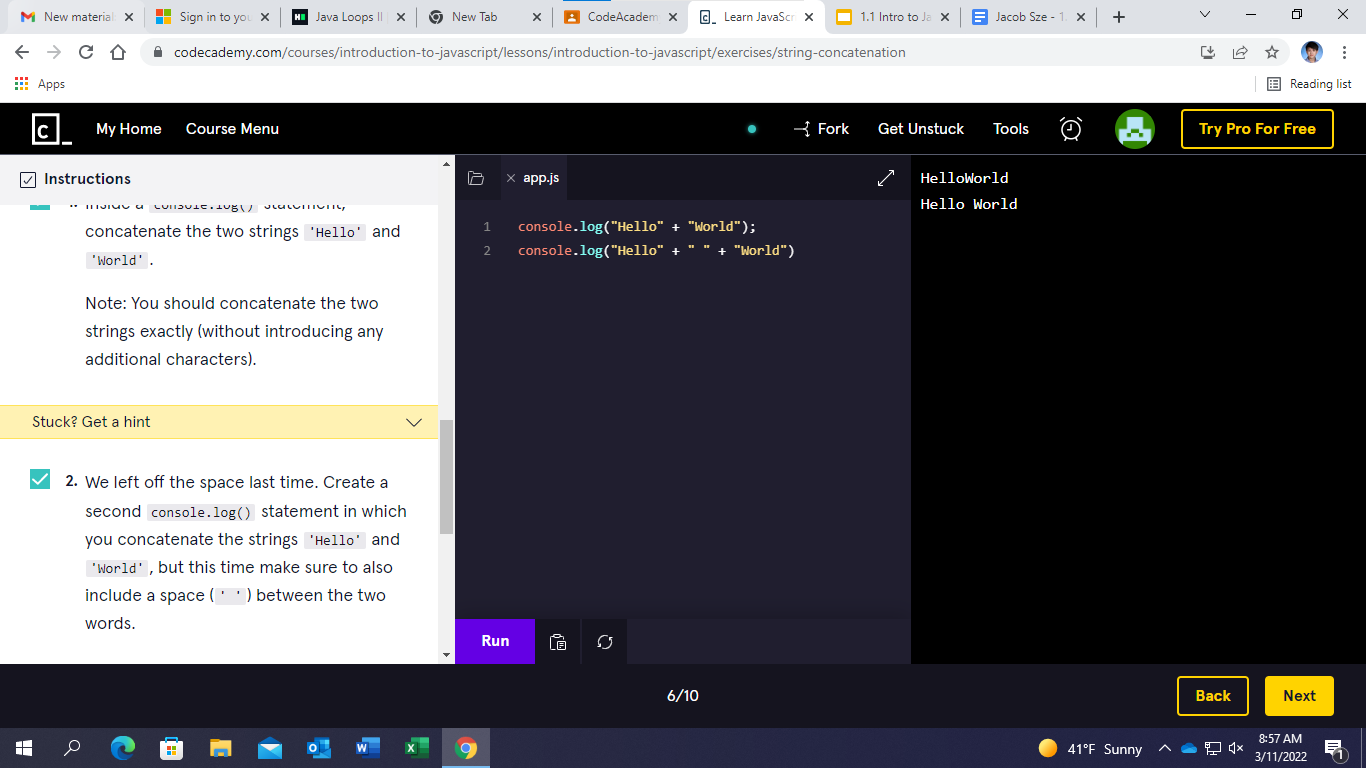 New material
Sign in to you
Java Loops II
New Tab
CodeAcadem
Learn JavaScr
1.1 Intro to Ja
Jacob Sze - 1.
codecademy.com/courses/introduction-to-javascript/lessons/introduction-to-javascript/exercises/string-concatenation
Apps
Reading list
My Home Course Menu Fork Get Unstuck Tools Try Pro For Free
Instructions
app.js
1. Inside a console.log() statement,
concatenate the two strings 'Hello' and
'World'.
Note: You should concatenate the two
strings exactly (without introducing any
additional characters).
Stuck? Get a hint
2. We left off the space last time. Create a
second console.log() statement in which
you concatenate the strings 'Hello' and
'World', but this time make sure to also
include a space (' ') between the two
words.
1 console.log("Hello" + "World");
2 console.log("Hello" + " " + "World")
Run
HelloWorld
Hello World
6/10
Back
Next
41°F Sunny
8:57 AM
3/11/2022
1